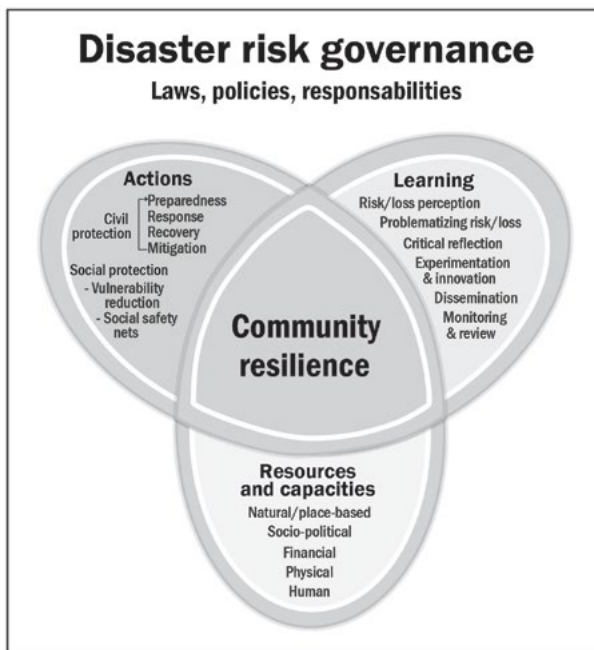 Disaster risk governance
Laws, policies, responsabilities
Actions
Civil
protection
Preparedness
Response
Recovery
Mitigation
Social protection
- Vulnerability
reduction
- Social safety
nets
Learning
Risk/loss perception
Problematizing risk/loss
Critical reflection
Experimentation
& innovation
Dissemination
Monitoring
& review
Community
resilience
Resources
and capacities
Natural/place-based
Socio-political
Financial
Physical
Human